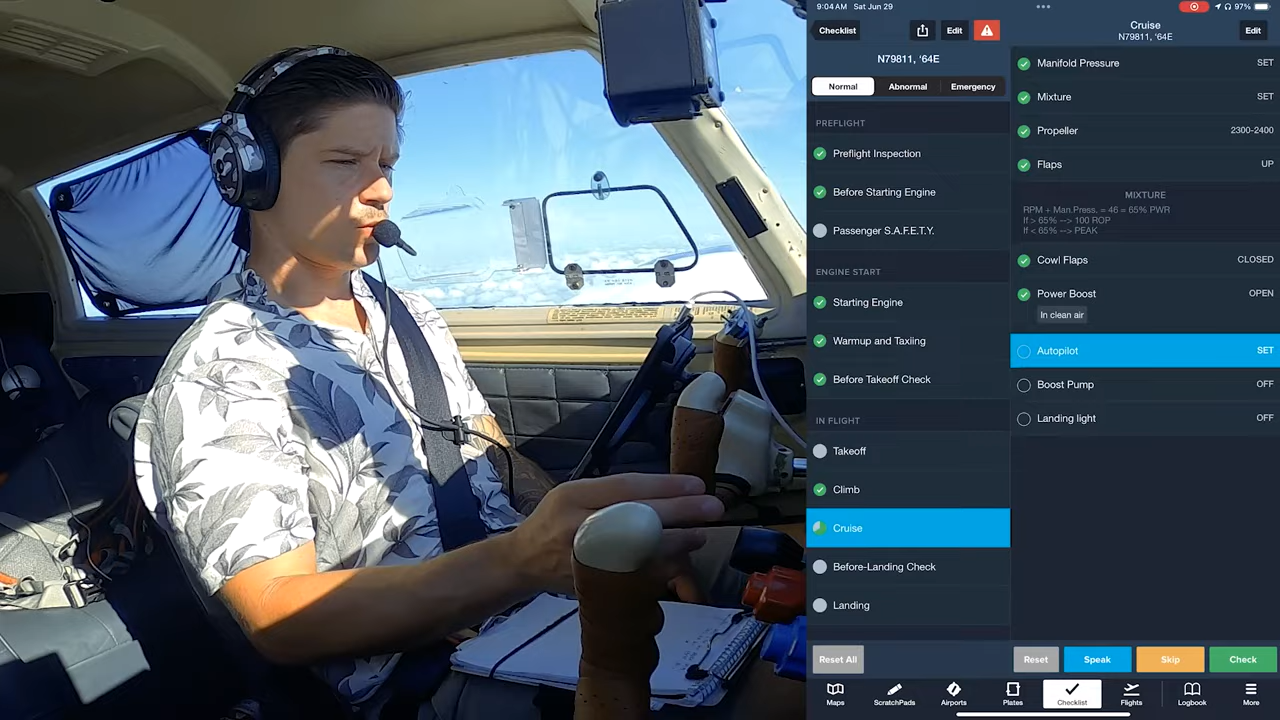 9:04 AM Sat Jun 29
97%
Checklist
Edit
Cruise
N79811, '64E
Edit
N79811, '64E
Normal
Abnormal
Emergency
PREFLIGHT
Preflight Inspection
Before Starting Engine
Passenger S.A.F.E.T.Y.
ENGINE START
Starting Engine
Warmup and Taxiing
Before Takeoff Check
IN FLIGHT
Takeoff
Climb
Cruise
Before-Landing Check
Landing
Reset All
Manifold Pressure SET
Mixture SET
Propeller 2300-2400
Flaps UP
MIXTURE
RPM + Man.Press. = 46 = 65% PWR
If > 65% --> 100 ROP
If < 65% --> PEAK
Cowl Flaps CLOSED
Power Boost OPEN
In clean air
Autopilot SET
Boost Pump OFF
Landing light OFF
Reset
Speak
Skip
Check
Maps
ScratchPads
Airports
Plates
Checklist
Flights
Logbook
More